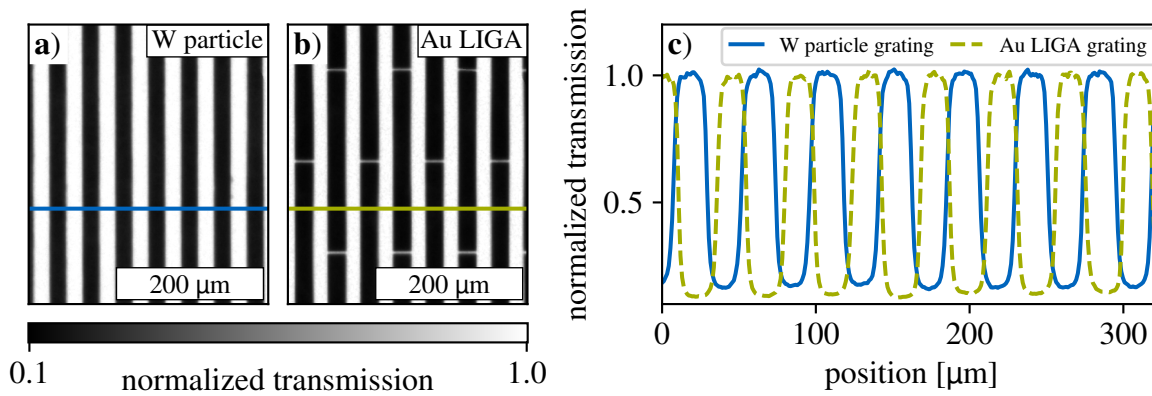 a)
W particle
200 µm
b)
Au LIGA
200 µm
0.1
1.0
normalized transmission
c)
W particle grating
Au LIGA grating
normalized transmission
1.0
0.5
0
100
200
300
position [µm]